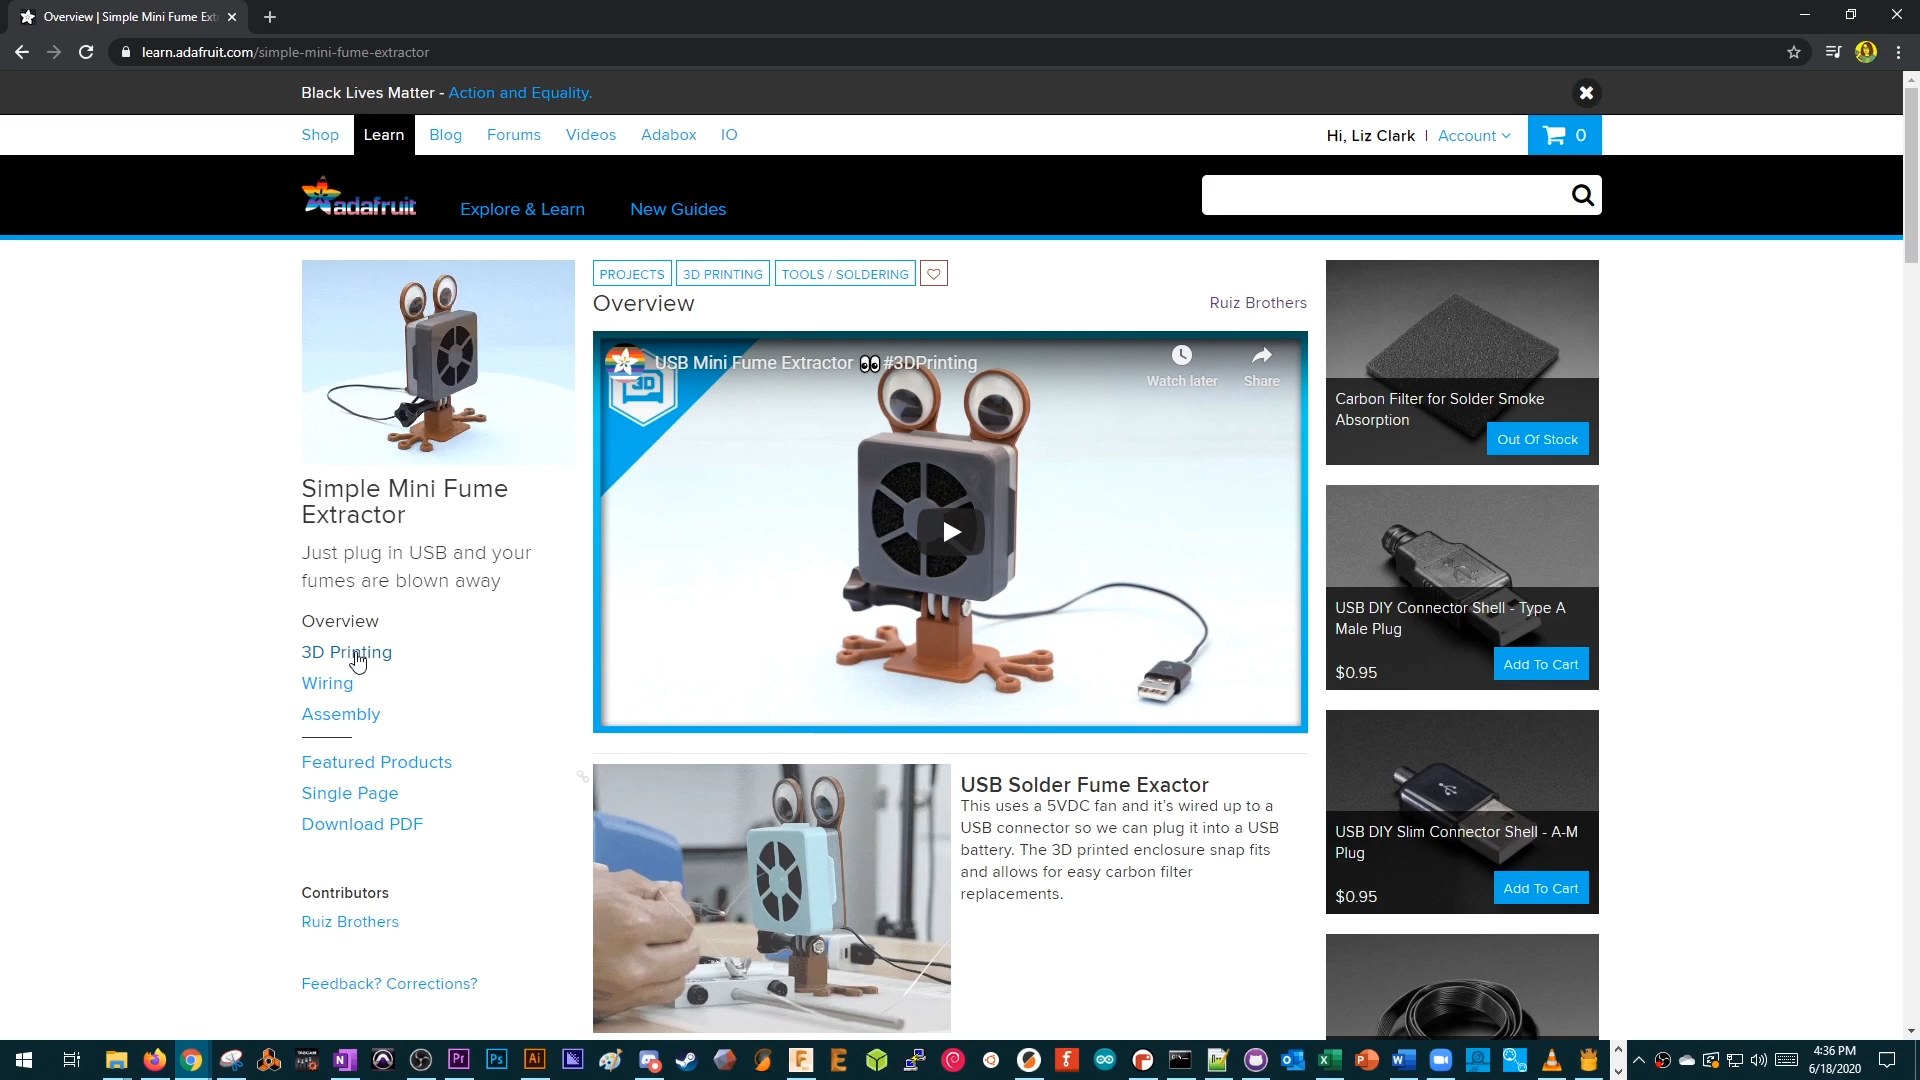 Overview | Simple Mini Fume Ext
learn.adafruit.com/simple-mini-fume-extractor
Black Lives Matter - Action and Equality.
Shop Learn Blog Forums Videos Adabox IO
Hi, Liz Clark | Account
0
adafruit
Explore & Learn New Guides
PROJECTS 3D PRINTING TOOLS / SOLDERING
Overview
Ruiz Brothers
USB Mini Fume Extractor 👀 #3DPrinting
Watch later Share
3D
Simple Mini Fume
Extractor
Just plug in USB and your
fumes are blown away
Overview
3D Printing
Wiring
Assembly
Featured Products
Single Page
Download PDF
Contributors
Ruiz Brothers
Feedback? Corrections?
USB Solder Fume Exactor
This uses a 5VDC fan and it's wired up to a
USB connector so we can plug it into a USB
battery. The 3D printed enclosure snap fits
and allows for easy carbon filter
replacements.
Carbon Filter for Solder Smoke
Absorption
Out Of Stock
USB DIY Connector Shell - Type A
Male Plug
$0.95
Add To Cart
USB DIY Slim Connector Shell - A-M
Plug
$0.95
Add To Cart
TASCAM
N
Pr
Ps
Ai
F
E
W
4:36 PM
6/18/2020